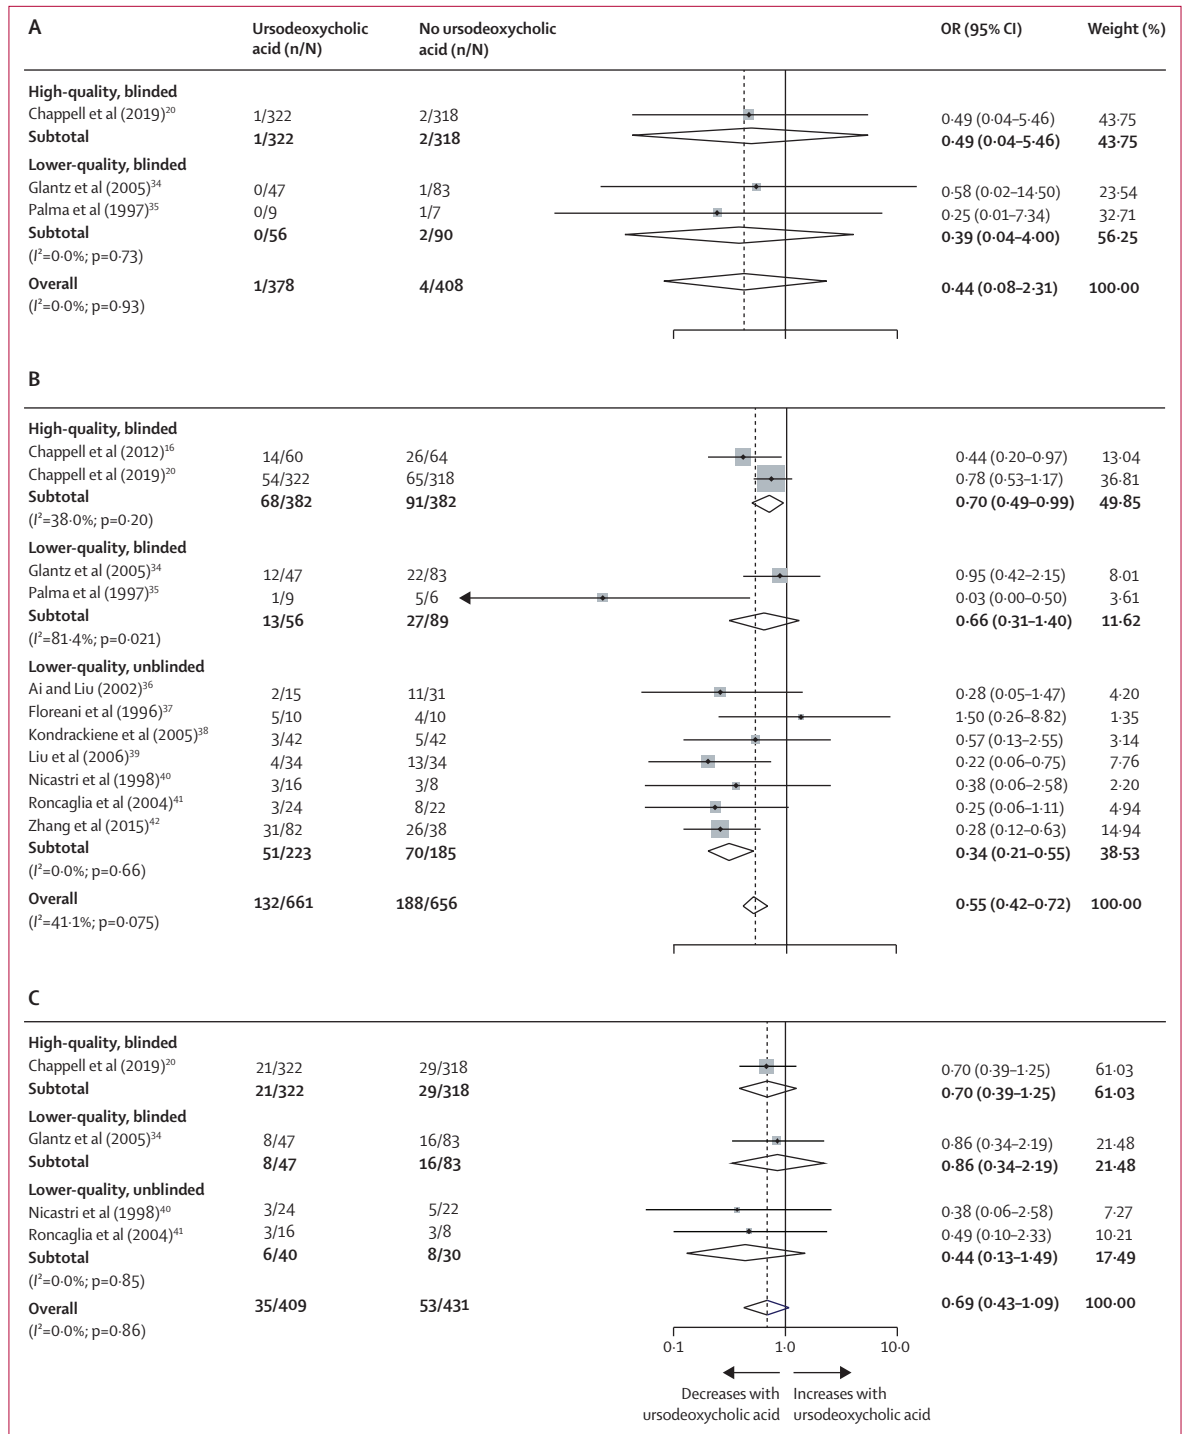 A
Ursodeoxycholic acid (n/N) No ursodeoxycholic acid (n/N) OR (95% CI) Weight (%)
High-quality, blinded
Chappell et al (2019)²⁰ 1/322 2/318 0·49 (0·04–5·46) 43·75
Subtotal 1/322 2/318 0·49 (0·04–5·46) 43·75
Lower-quality, blinded
Glantz et al (2005)³⁴ 0/47 1/83 0·58 (0·02–14·50) 23·54
Palma et al (1997)³⁵ 0/9 1/7 0·25 (0·01–7·34) 32·71
Subtotal 0/56 2/90 0·39 (0·04–4·00) 56·25
(I²=0·0%; p=0·73)
Overall 1/378 4/408 0·44 (0·08–2·31) 100·00
(I²=0·0%; p=0·93)
B
High-quality, blinded
Chappell et al (2012)¹⁶ 14/60 26/64 0·44 (0·20–0·97) 13·04
Chappell et al (2019)²⁰ 54/322 65/318 0·78 (0·53–1·17) 36·81
Subtotal 68/382 91/382 0·70 (0·49–0·99) 49·85
(I²=38·0%; p=0·20)
Lower-quality, blinded
Glantz et al (2005)³⁴ 12/47 22/83 0·95 (0·42–2·15) 8·01
Palma et al (1997)³⁵ 1/9 5/6 0·03 (0·00–0·50) 3·61
Subtotal 13/56 27/89 0·66 (0·31–1·40) 11·62
(I²=81·4%; p=0·021)
Lower-quality, unblinded
Ai and Liu (2002)³⁶ 2/15 11/31 0·28 (0·05–1·47) 4·20
Floreani et al (1996)³⁷ 5/10 4/10 1·50 (0·26–8·82) 1·35
Kondrackiene et al (2005)³⁸ 3/42 5/42 0·57 (0·13–2·55) 3·14
Liu et al (2006)³⁹ 4/34 13/34 0·22 (0·06–0·75) 7·76
Nicastri et al (1998)⁴⁰ 3/16 3/8 0·38 (0·06–2·58) 2·20
Roncaglia et al (2004)⁴¹ 3/24 8/22 0·25 (0·06–1·11) 4·94
Zhang et al (2015)⁴² 31/82 26/38 0·28 (0·12–0·63) 14·94
Subtotal 51/223 70/185 0·34 (0·21–0·55) 38·53
(I²=0·0%; p=0·66)
Overall 132/661 188/656 0·55 (0·42–0·72) 100·00
(I²=41·1%; p=0·075)
C
High-quality, blinded
Chappell et al (2019)²⁰ 21/322 29/318 0·70 (0·39–1·25) 61·03
Subtotal 21/322 29/318 0·70 (0·39–1·25) 61·03
Lower-quality, blinded
Glantz et al (2005)³⁴ 8/47 16/83 0·86 (0·34–2·19) 21·48
Subtotal 8/47 16/83 0·86 (0·34–2·19) 21·48
Lower-quality, unblinded
Nicastri et al (1998)⁴⁰ 3/24 5/22 0·38 (0·06–2·58) 7·27
Roncaglia et al (2004)⁴¹ 3/16 3/8 0·49 (0·10–2·33) 10·21
Subtotal 6/40 8/30 0·44 (0·13–1·49) 17·49
(I²=0·0%; p=0·85)
Overall 35/409 53/431 0·69 (0·43–1·09) 100·00
(I²=0·0%; p=0·86)
0·1 1·0 10·0
Decreases with Increases with
ursodeoxycholic acid ursodeoxycholic acid